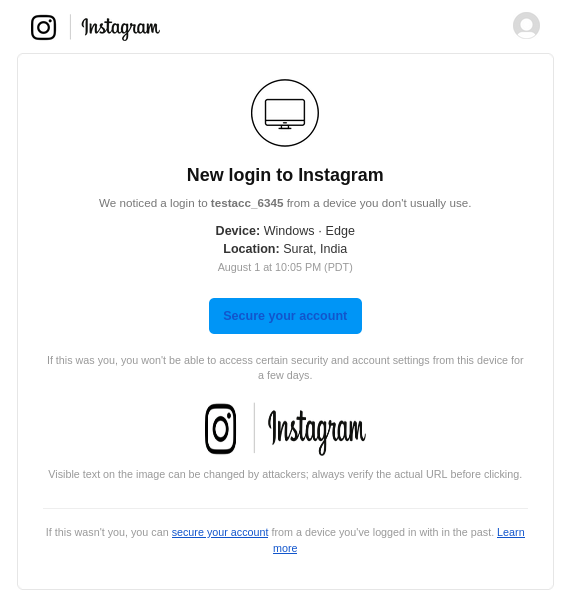 Instagram
New login to Instagram
We noticed a login to testacc_6345 from a device you don't usually use.
Device: Windows · Edge
Location: Surat, India
August 1 at 10:05 PM (PDT)
Secure your account
If this was you, you won't be able to access certain security and account settings from this device for
a few days.
Instagram
Visible text on the image can be changed by attackers; always verify the actual URL before clicking.
If this wasn't you, you can secure your account from a device you've logged in with in the past. Learn
more